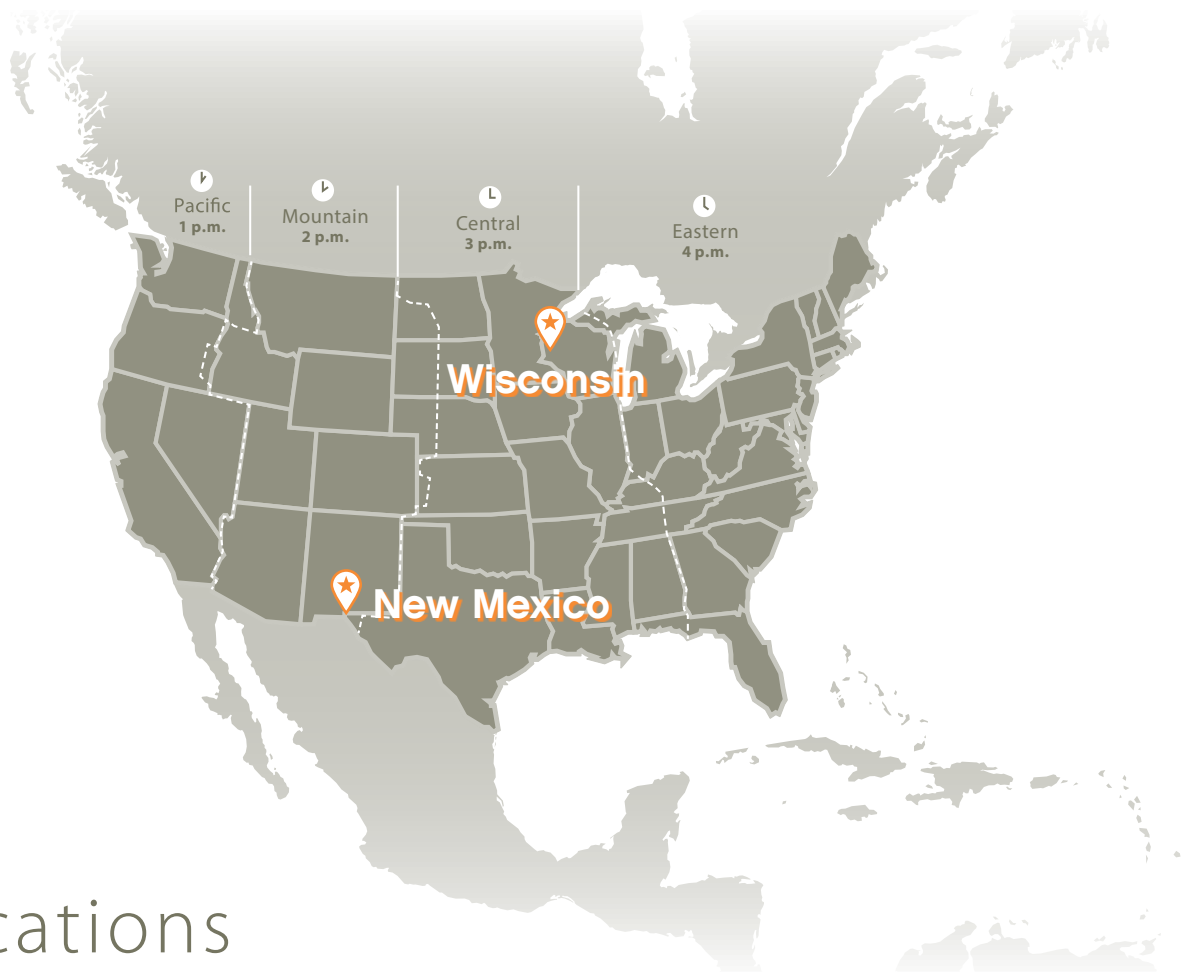 Pacific
1 p.m.
Mountain
2 p.m.
Central
3 p.m.
Eastern
4 p.m.
Wisconsin
New Mexico
cations